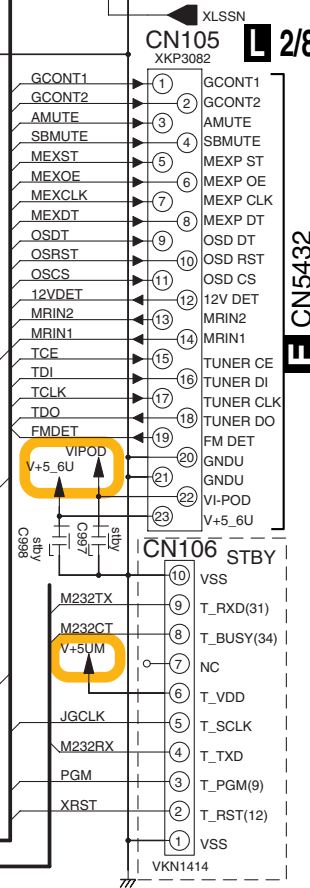 XLSSN
CN105
L 2/8
XKP3082
GCONT1 1 GCONT1
GCONT2 2 GCONT2
AMUTE 3 AMUTE
SBMUTE 4 SBMUTE
MEXST 5 MEXP ST
MEXOE 6 MEXP OE
MEXCLK 7 MEXP CLK
MEXDT 8 MEXP DT
OSDT 9 OSD DT
OSRST 10 OSD RST
OSCS 11 OSD CS
12VDET 12 12V DET
MRIN2 13 MRIN2
MRIN1 14 MRIN1
TCE 15 TUNER CE
TDI 16 TUNER DI
TCLK 17 TUNER CLK
TDO 18 TUNER DO
FMDET 19 FM DET
20 GNDU
21 GNDU
VIPOD 22 VI-POD
V+5_6U 23 V+5_6U
CN5432
C998
stby
C997
stby
CN106
STBY
10 VSS
M232TX 9 T_RXD(31)
M232CT 8 T_BUSY(34)
7 NC
V+5UM 6 T_VDD
JGCLK 5 T_SCLK
M232RX 4 T_TXD
PGM 3 T_PGM(9)
XRST 2 T_RST(12)
1 VSS
VKN1414